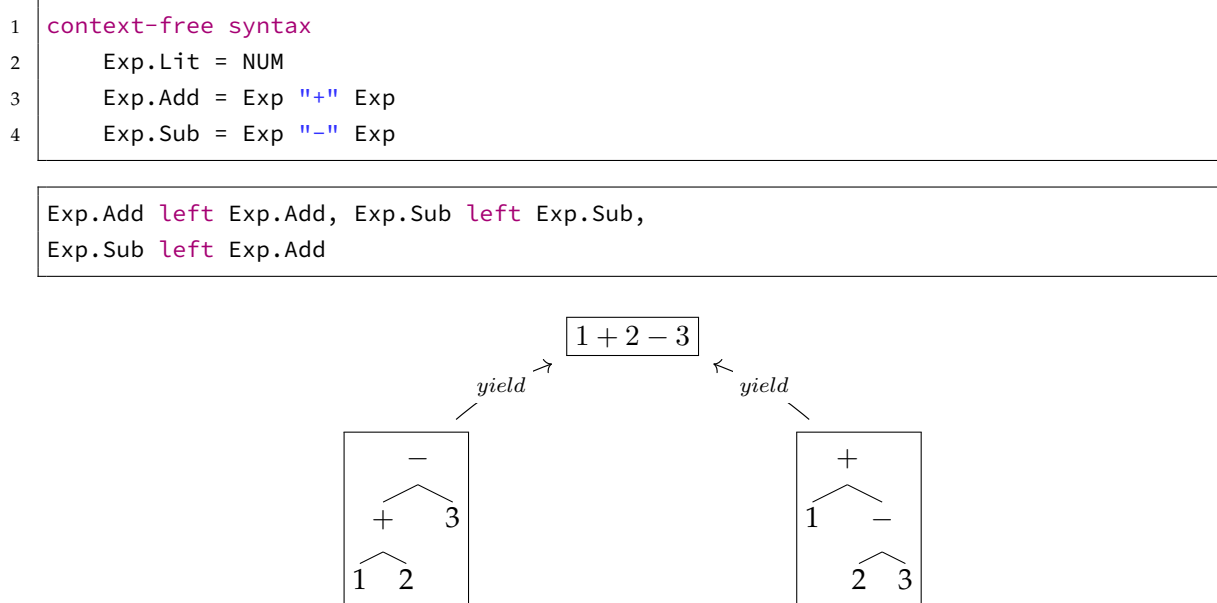 1 context-free syntax
2 Exp.Lit = NUM
3 Exp.Add = Exp "+" Exp
4 Exp.Sub = Exp "-" Exp
Exp.Add left Exp.Add, Exp.Sub left Exp.Sub,
Exp.Sub left Exp.Add
1 + 2 − 3
yield yield
− +
+ 3 1 −
1 2 2 3